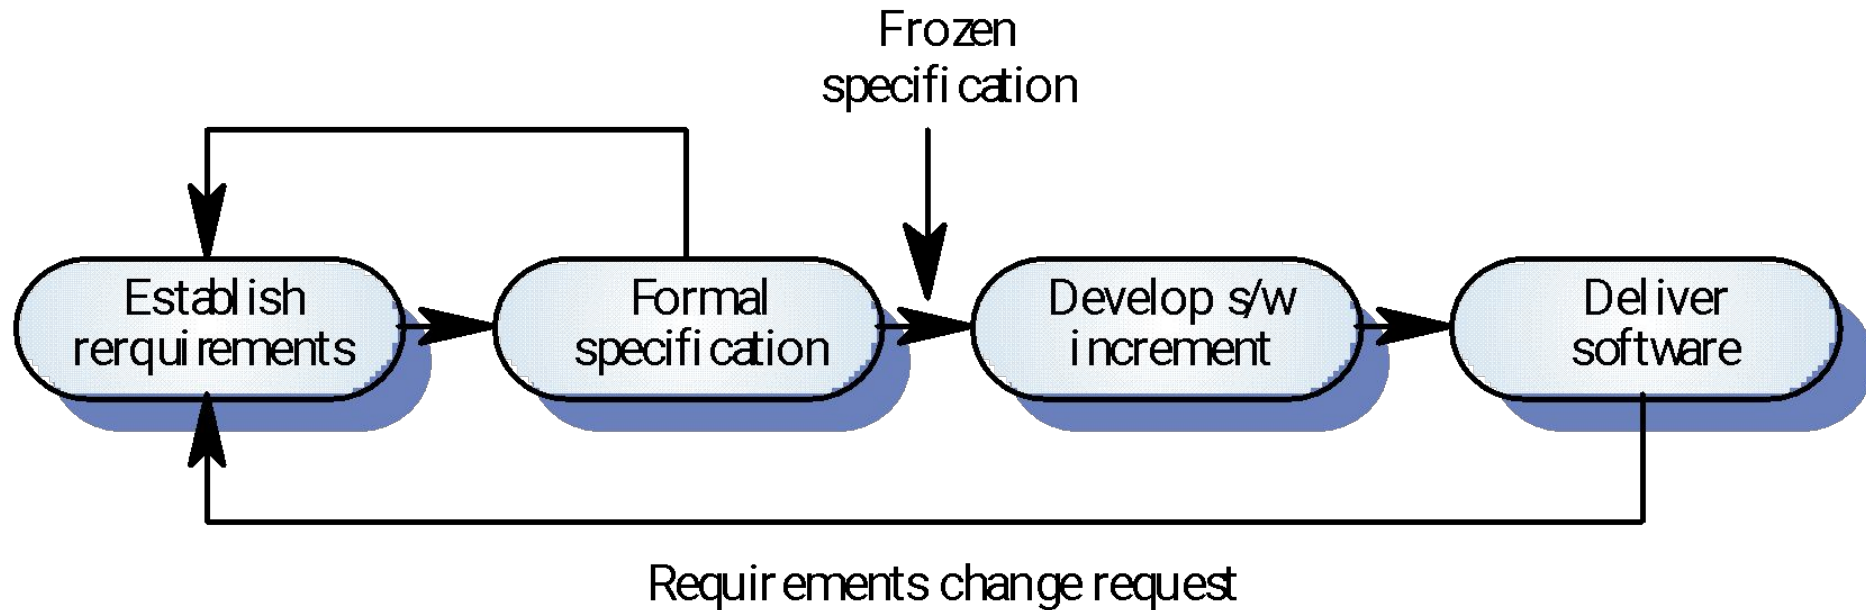 Frozen
specification
Establish
rerquirements
Formal
specification
Develop s/w
increment
Deliver
software
Requirements change request